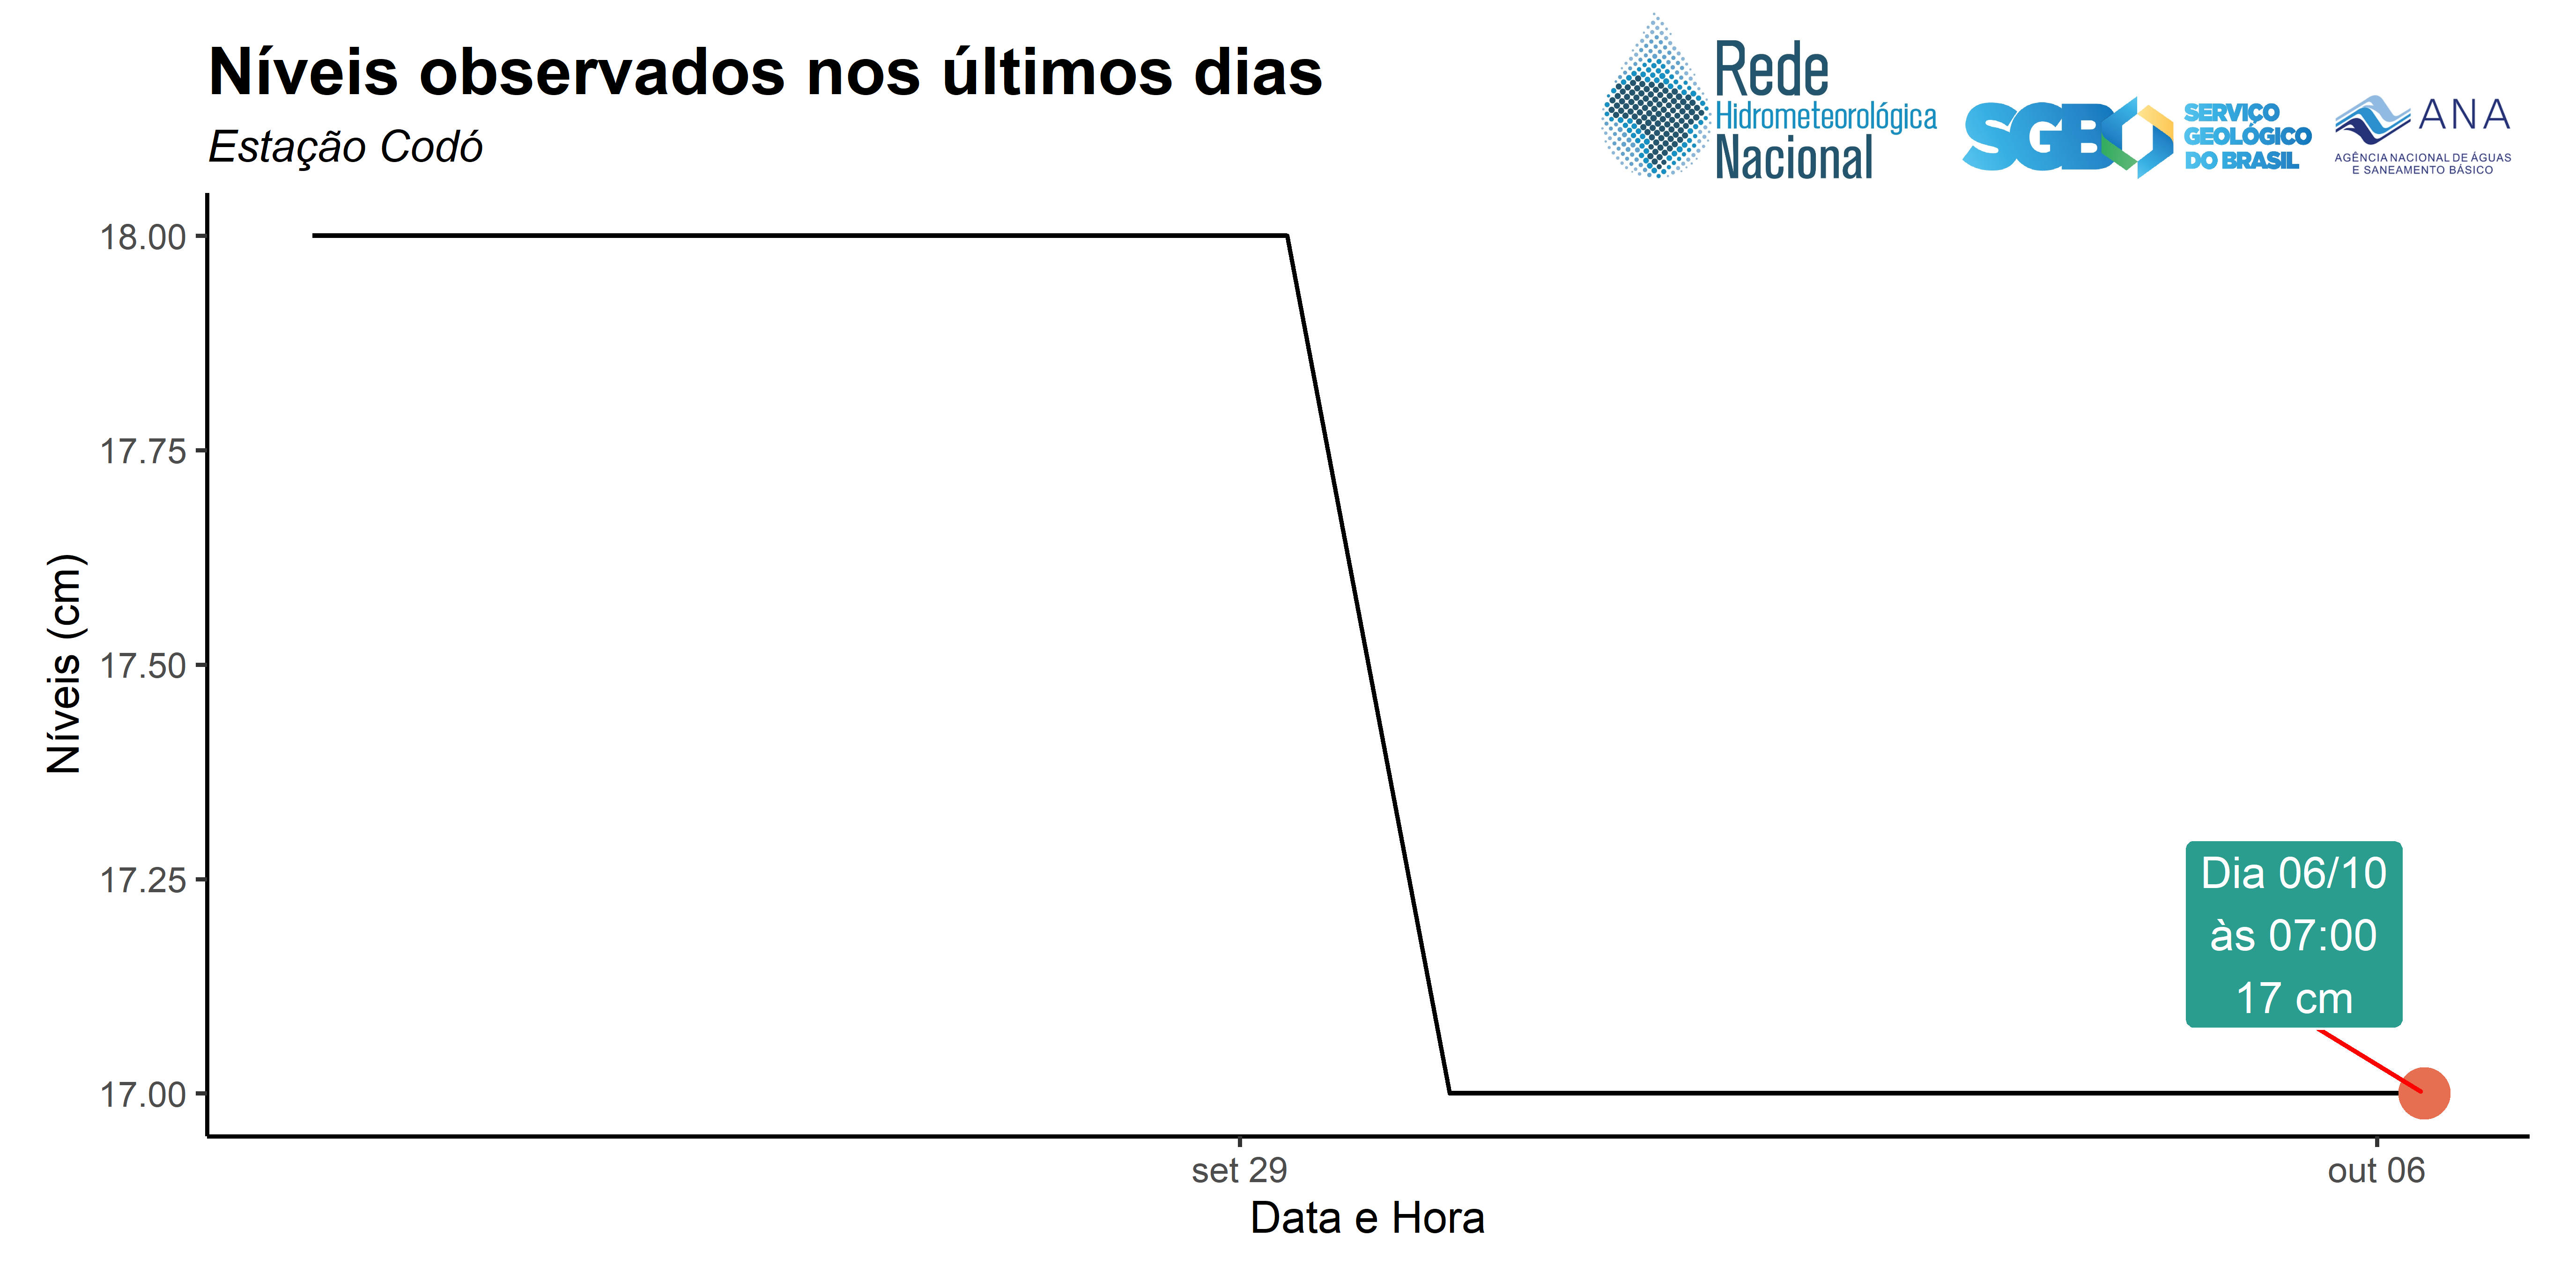 Níveis observados nos últimos dias
Estação Codó
Rede
Hidrometeorológica
Nacional
SGB
SERVIÇO
GEOLÓGICO
DO BRASIL
ANA
AGÊNCIA NACIONAL DE ÁGUAS
E SANEAMENTO BÁSICO
Níveis (cm)
18.00
17.75
17.50
17.25
17.00
Dia 06/10
às 07:00
17 cm
set 29
out 06
Data e Hora